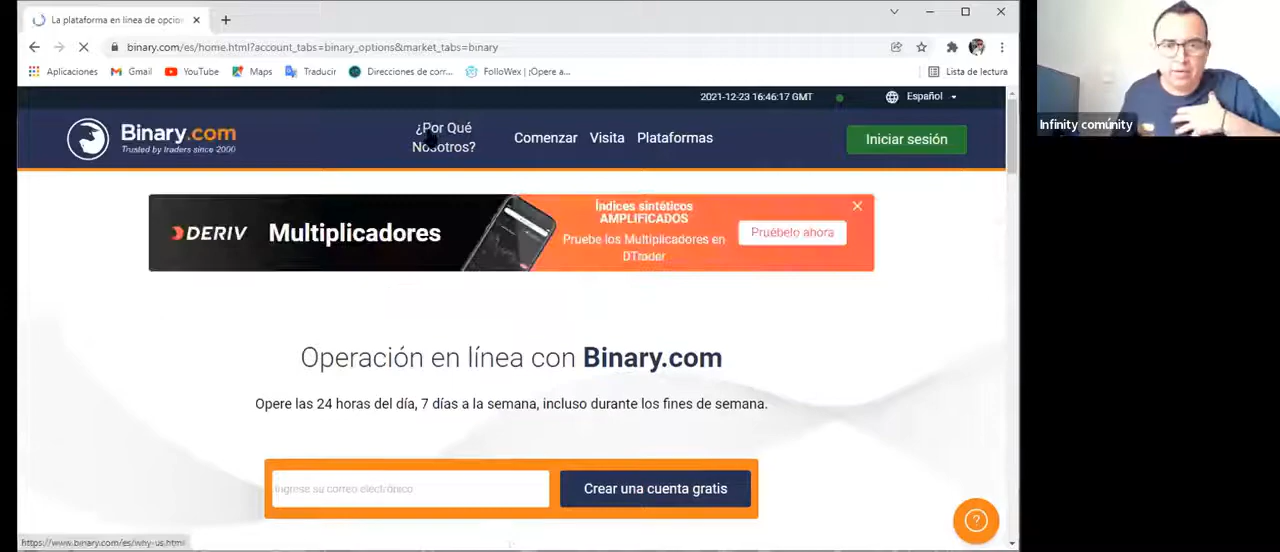 La plataforma en línea de opcio
binary.com/es/home.html?account_tabs=binary_options&market_tabs=binary
Aplicaciones
Gmail
YouTube
Maps
Traducir
Direcciones de corr...
FolloWex | ¡Opere a...
Lista de lectura
2021-12-23 16:46:17 GMT
Español
Binary.com
Trusted by traders since 2000
¿Por Qué
Nosotros?
Comenzar
Visita
Plataformas
Iniciar sesión
DERIV
Multiplicadores
Índices sintéticos
AMPLIFICADOS
Pruebe los Multiplicadores en
DTrader
Pruébelo ahora
Operación en línea con Binary.com
Opere las 24 horas del día, 7 días a la semana, incluso durante los fines de semana.
Ingrese su correo electrónico
Crear una cuenta gratis
https://www.binary.com/es/why-us.html
Infinity comúnity